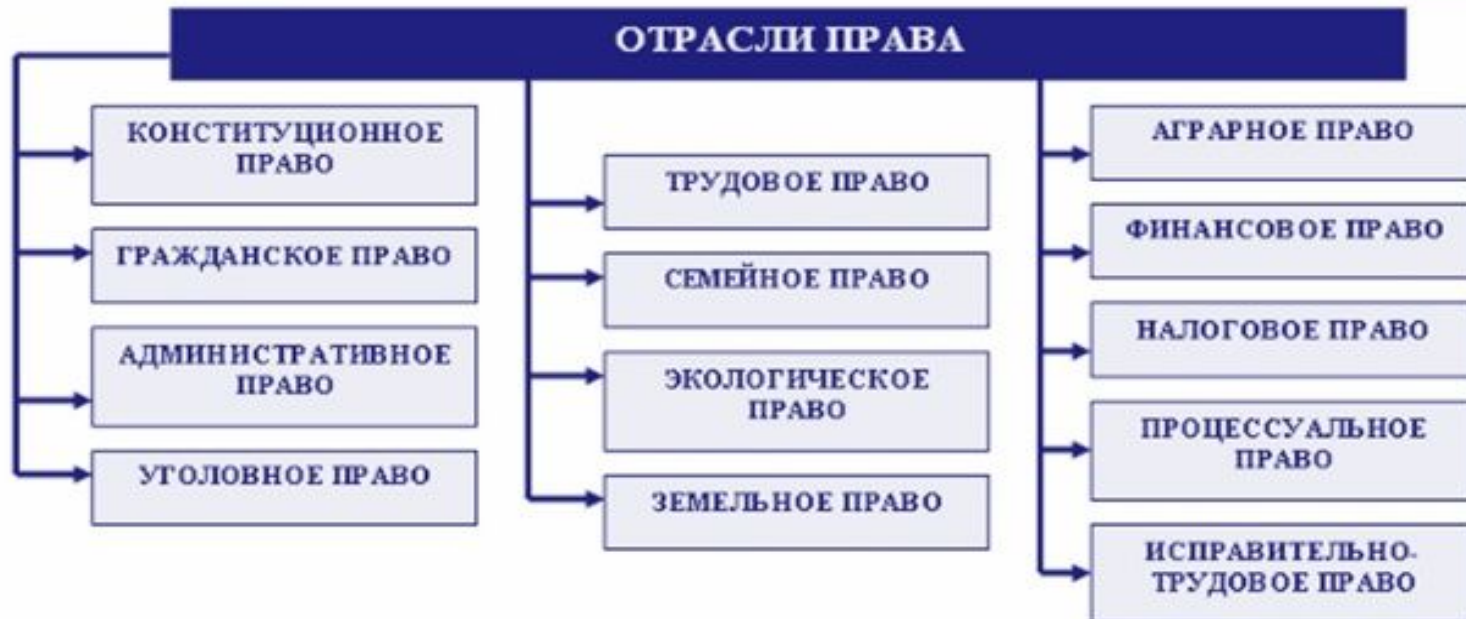 ОТРАСЛИ ПРАВА
КОНСТИТУЦИОННОЕ
ПРАВО
ГРАЖДАНСКОЕ ПРАВО
АДМИНИСТРАТИВНОЕ
ПРАВО
УГОЛОВНОЕ ПРАВО
ТРУДОВОЕ ПРАВО
СЕМЕЙНОЕ ПРАВО
ЭКОЛОГИЧЕСКОЕ
ПРАВО
ЗЕМЕЛЬНОЕ ПРАВО
АГРАРНОЕ ПРАВО
ФИНАНСОВОЕ ПРАВО
НАЛОГОВОЕ ПРАВО
ПРОЦЕССУАЛЬНОЕ
ПРАВО
ИСПРАВИТЕЛЬНО-
ТРУДОВОЕ ПРАВО